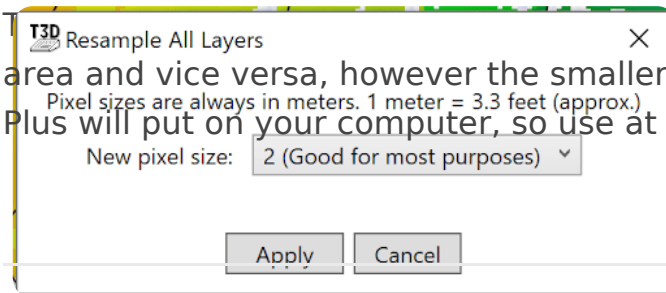 T3D Resample All Layers
area and vice versa, however the smaller
Pixel sizes are always in meters. 1 meter = 3.3 feet (approx.)
Plus will put on your computer, so use at
New pixel size: 2 (Good for most purposes)
Apply Cancel